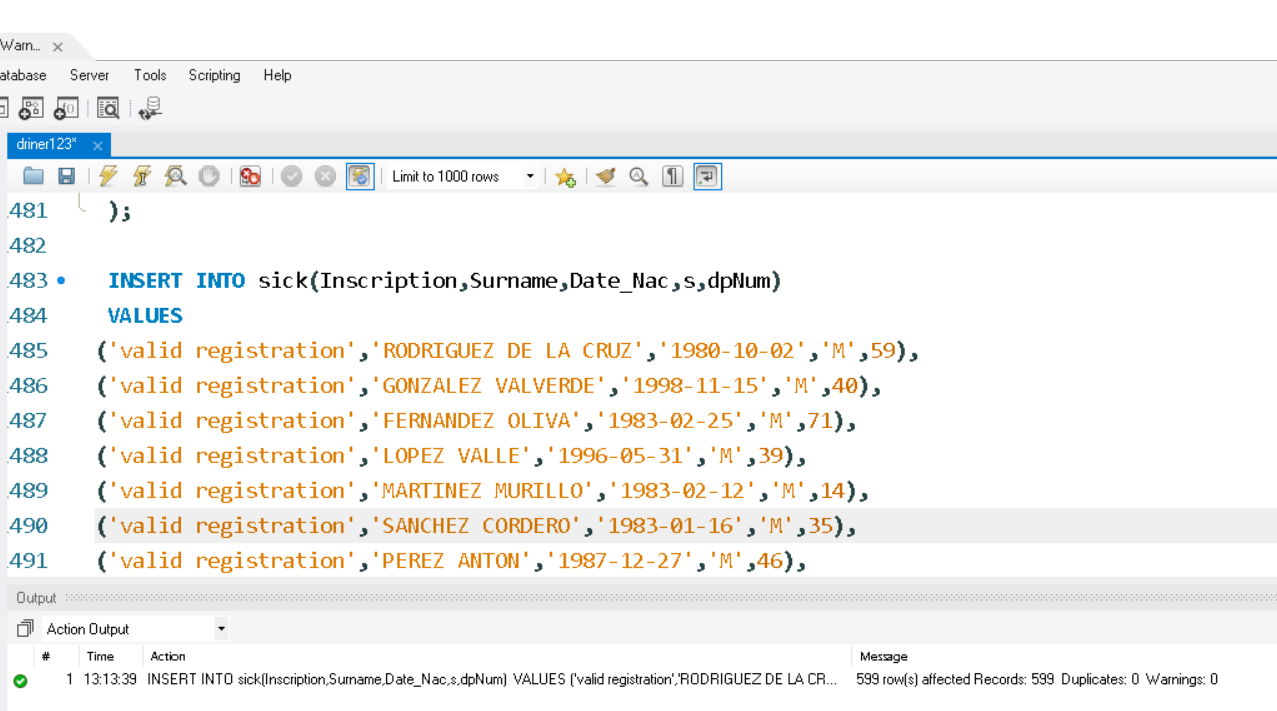 Warn...
atabase Server Tools Scripting Help
driner123*
Limit to 1000 rows
.481 );
.482
.483 INSERT INTO sick(Inscription,Surname,Date_Nac,s,dpNum)
.484 VALUES
.485 ('valid registration','RODRIGUEZ DE LA CRUZ','1980-10-02','M',59),
.486 ('valid registration','GONZALEZ VALVERDE','1998-11-15','M',40),
.487 ('valid registration','FERNANDEZ OLIVA','1983-02-25','M',71),
.488 ('valid registration','LOPEZ VALLE','1996-05-31','M',39),
.489 ('valid registration','MARTINEZ MURILLO','1983-02-12','M',14),
.490 ('valid registration','SANCHEZ CORDERO','1983-01-16','M',35),
.491 ('valid registration','PEREZ ANTON','1987-12-27','M',46),
Output
Action Output
# Time Action Message
1 13:13:39 INSERT INTO sick(Inscription,Surname,Date_Nac,s,dpNum) VALUES ('valid registration','RODRIGUEZ DE LA CR... 599 row(s) affected Records: 599 Duplicates: 0 Warnings: 0